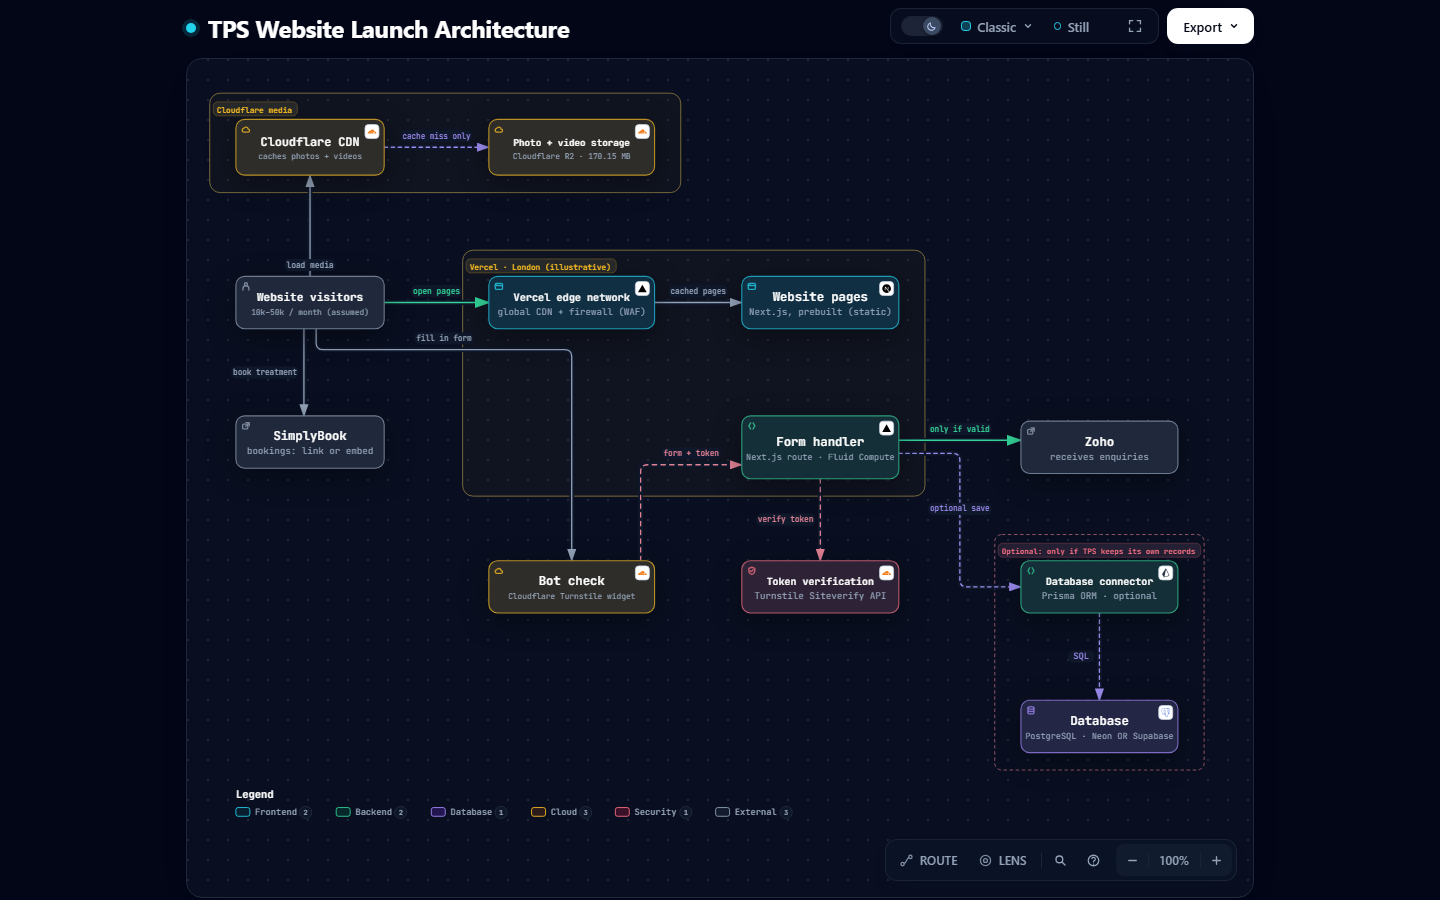 TPS Website Launch Architecture
Classic
Still
Export
Cloudflare media
Cloudflare CDN
caches photos + videos
cache miss only
Photo + video storage
Cloudflare R2 · 170.15 MB
load media
Vercel · London (illustrative)
Website visitors
10k–50k / month (assumed)
open pages
Vercel edge network
global CDN + firewall (WAF)
cached pages
Website pages
Next.js, prebuilt (static)
fill in form
book treatment
SimplyBook
bookings: link or embed
form + token
Form handler
Next.js route · Fluid Compute
only if valid
Zoho
receives enquiries
optional save
verify token
Optional: only if TPS keeps its own records
Bot check
Cloudflare Turnstile widget
Token verification
Turnstile Siteverify API
Database connector
Prisma ORM · optional
SQL
Database
PostgreSQL · Neon OR Supabase
Legend
Frontend 2
Backend 2
Database 1
Cloud 3
Security 1
External 3
ROUTE
LENS
100%